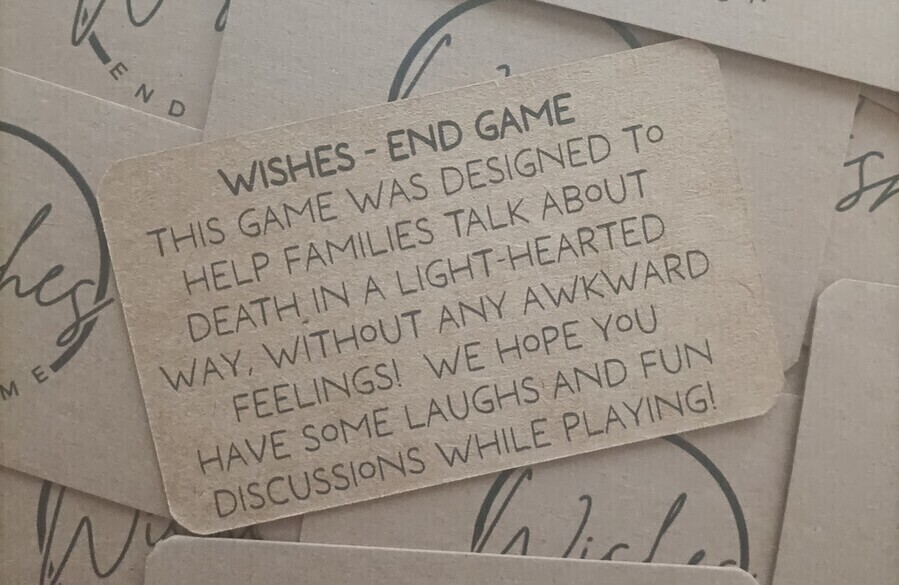 END
WISHES - END GAME
THIS GAME WAS DESIGNED TO
HELP FAMILIES TALK ABOUT
DEATH IN A LIGHT-HEARTED
WAY, WITHOUT ANY AWKWARD
FEELINGS! WE HOPE YOU
HAVE SOME LAUGHS AND FUN
DISCUSSIONS WHILE PLAYING!